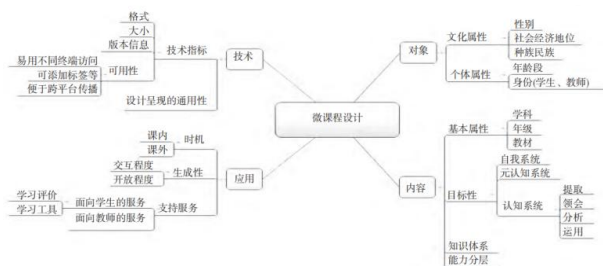 微课程设计
技术
技术指标
格式
大小
版本信息
可用性
易用不同终端访问
可添加标签等
便于跨平台传播
设计呈现的通用性
应用
时机
课内
课外
生成性
交互程度
开放程度
支持服务
面向学生的服务
学习评价
学习工具
面向教师的服务
对象
文化属性
性别
社会经济地位
种族民族
个体属性
年龄段
身份(学生、教师)
内容
基本属性
学科
年级
教材
目标性
自我系统
元认知系统
认知系统
提取
领会
分析
运用
知识体系
能力分层